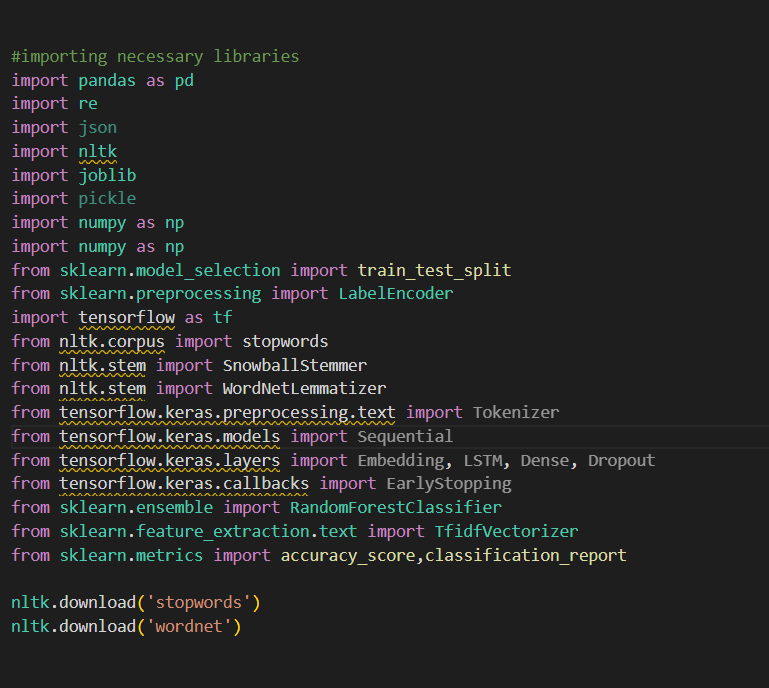 #importing necessary libraries
import pandas as pd
import re
import json
import nltk
import joblib
import pickle
import numpy as np
import numpy as np
from sklearn.model_selection import train_test_split
from sklearn.preprocessing import LabelEncoder
import tensorflow as tf
from nltk.corpus import stopwords
from nltk.stem import SnowballStemmer
from nltk.stem import WordNetLemmatizer
from tensorflow.keras.preprocessing.text import Tokenizer
from tensorflow.keras.models import Sequential
from tensorflow.keras.layers import Embedding, LSTM, Dense, Dropout
from tensorflow.keras.callbacks import EarlyStopping
from sklearn.ensemble import RandomForestClassifier
from sklearn.feature_extraction.text import TfidfVectorizer
from sklearn.metrics import accuracy_score,classification_report
nltk.download('stopwords')
nltk.download('wordnet')